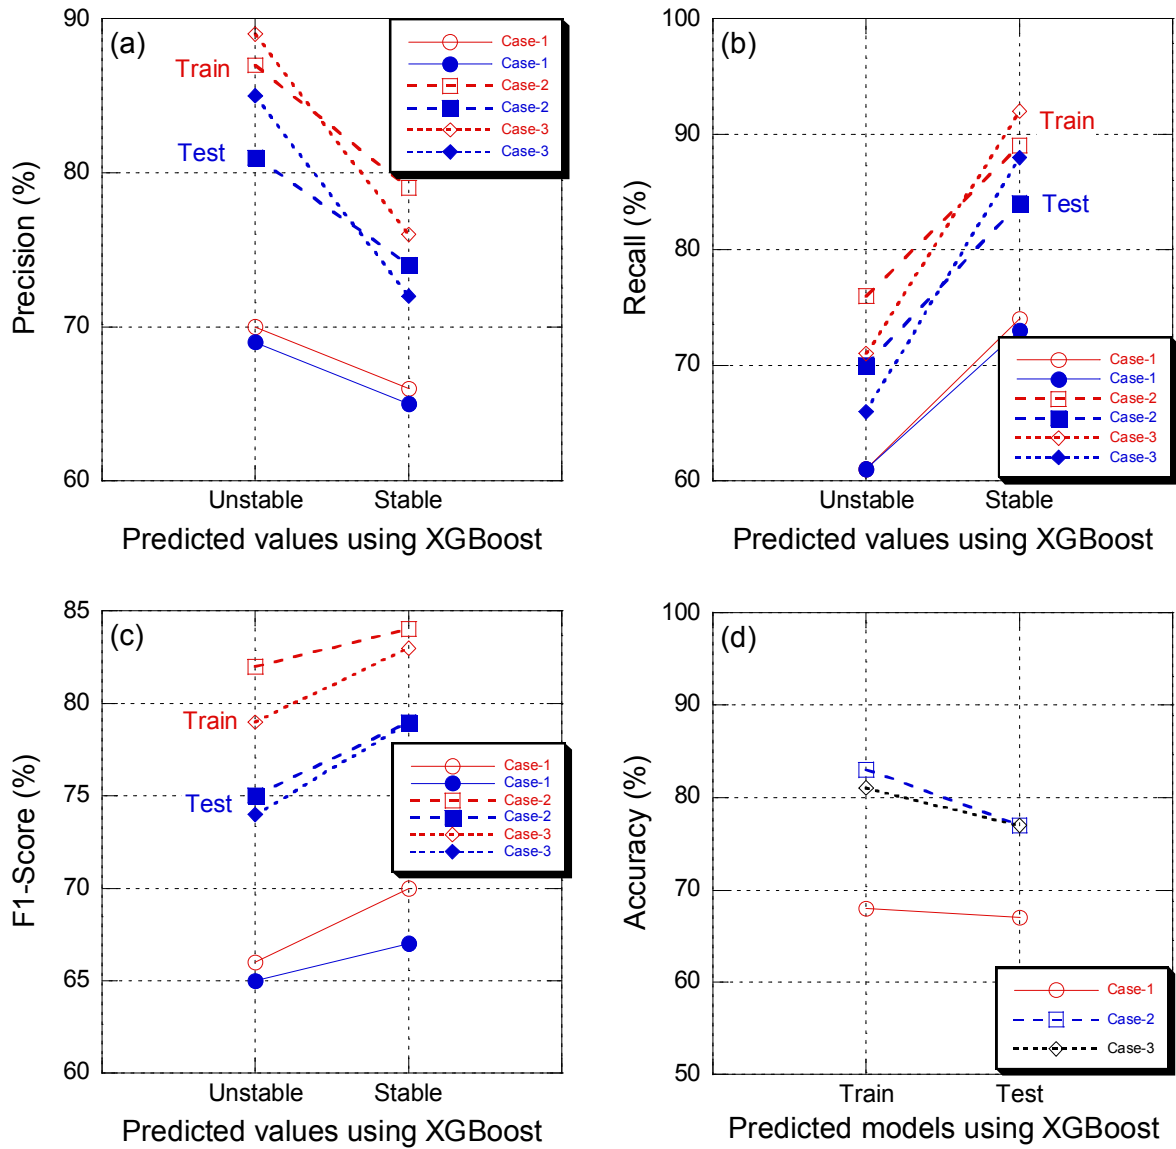 (a)
90
80
70
60
Precision (%)
Train
Test
Case-1
Case-1
Case-2
Case-2
Case-3
Case-3
Unstable Stable
Predicted values using XGBoost
(b)
100
90
80
70
60
Recall (%)
Train
Test
Case-1
Case-1
Case-2
Case-2
Case-3
Case-3
Unstable Stable
Predicted values using XGBoost
(c)
85
80
75
70
65
60
F1-Score (%)
Train
Test
Case-1
Case-1
Case-2
Case-2
Case-3
Case-3
Unstable Stable
Predicted values using XGBoost
(d)
100
90
80
70
60
50
Accuracy (%)
Case-1
Case-2
Case-3
Train Test
Predicted models using XGBoost